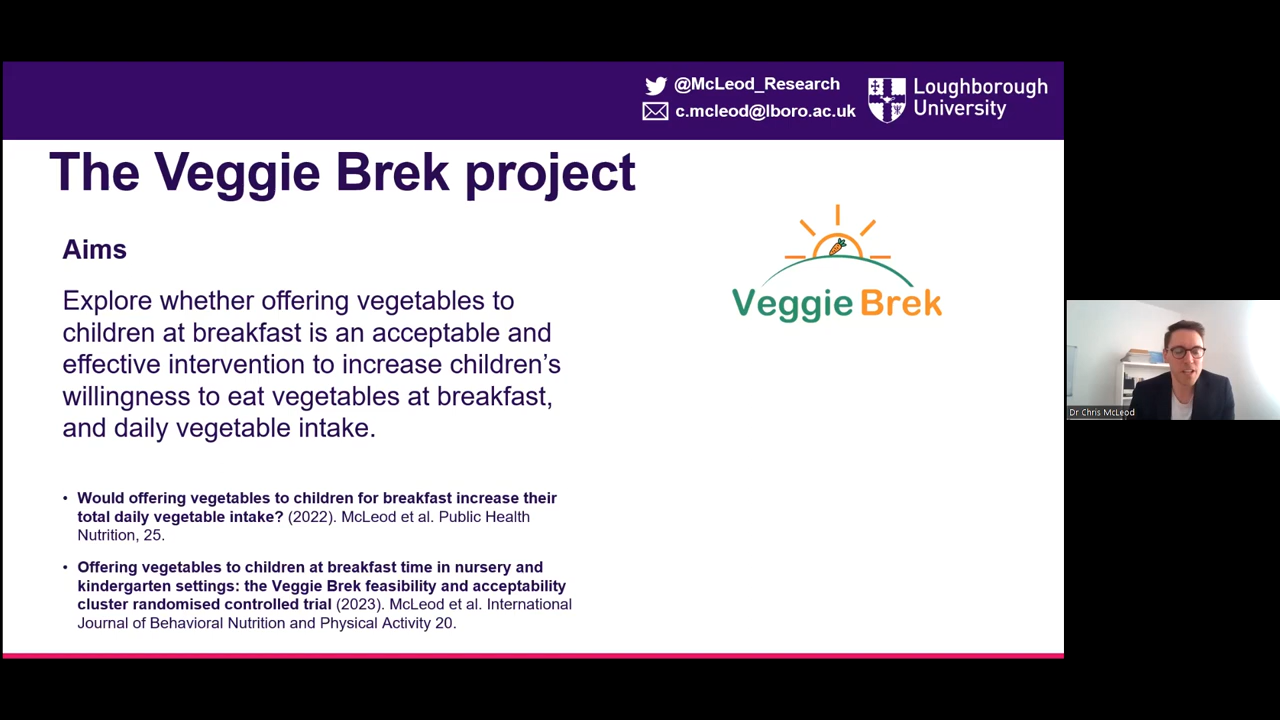 @McLeod_Research
c.mcleod@lboro.ac.uk
Loughborough
University
The Veggie Brek project
Aims
Explore whether offering vegetables to
children at breakfast is an acceptable and
effective intervention to increase children’s
willingness to eat vegetables at breakfast,
and daily vegetable intake.
Veggie Brek
• Would offering vegetables to children for breakfast increase their
total daily vegetable intake? (2022). McLeod et al. Public Health
Nutrition, 25.
• Offering vegetables to children at breakfast time in nursery and
kindergarten settings: the Veggie Brek feasibility and acceptability
cluster randomised controlled trial (2023). McLeod et al. International
Journal of Behavioral Nutrition and Physical Activity 20.
Dr Chris McLeod